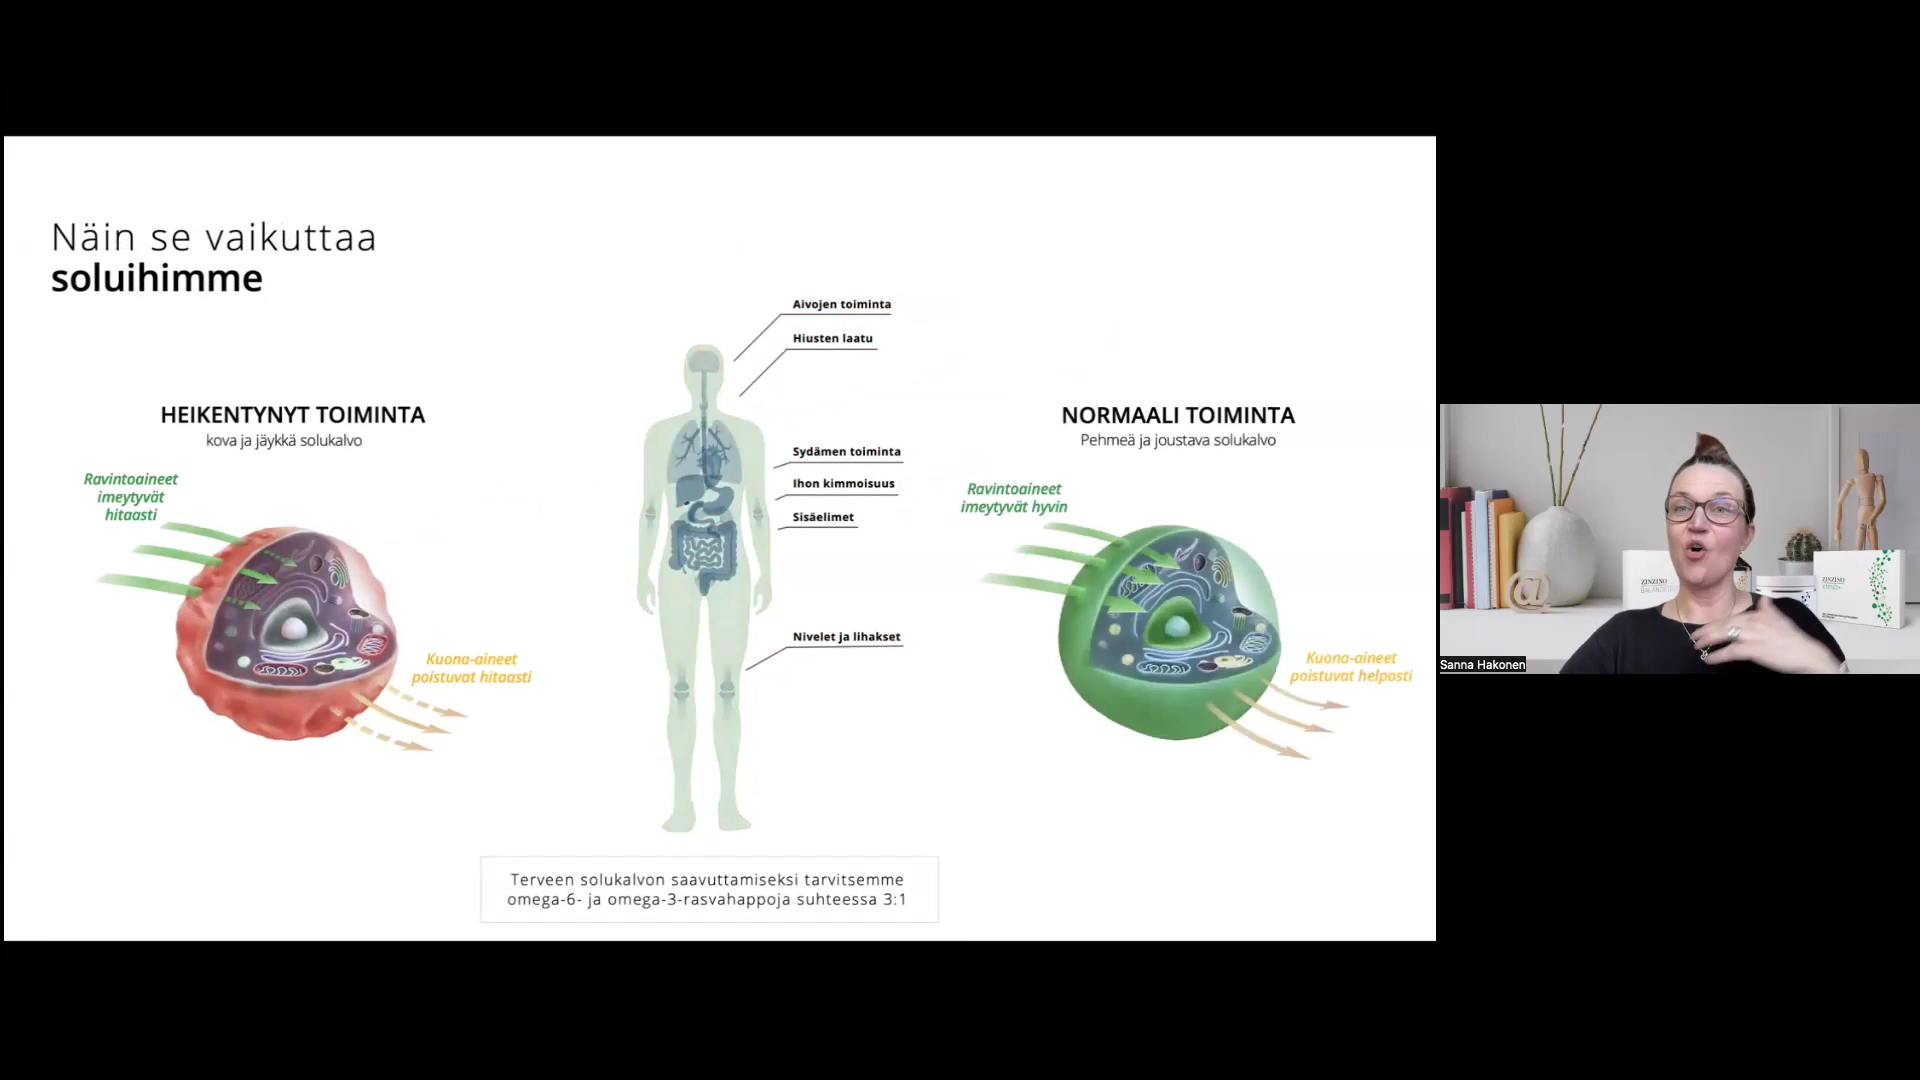 Näin se vaikuttaa
soluihimme
HEIKENTYNYT TOIMINTA
kova ja jäykkä solukalvo
Ravintoaineet
imeytyvät
hitaasti
Kuona-aineet
poistuvat hitaasti
Aivojen toiminta
Hiusten laatu
Sydämen toiminta
Ihon kimmoisuus
Sisäelimet
Nivelet ja lihakset
NORMAALI TOIMINTA
Pehmeä ja joustava solukalvo
Ravintoaineet
imeytyvät hyvin
Kuona-aineet
poistuvat helposti
Terveen solukalvon saavuttamiseksi tarvitsemme
omega-6- ja omega-3-rasvahappoja suhteessa 3:1
ZINZINO
ZINZINO
@
Sanna Hakonen